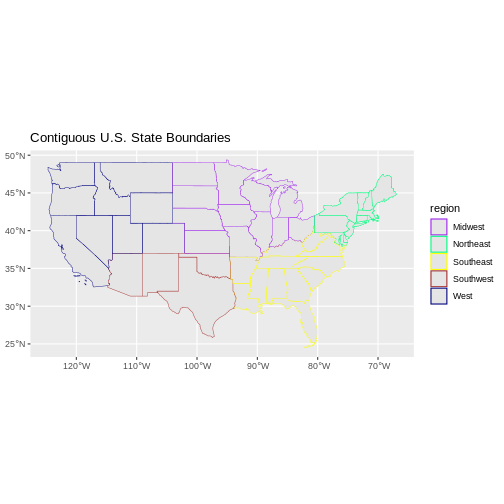 Contiguous U.S. State Boundaries
50°N
45°N
40°N
35°N
30°N
25°N
120°W
110°W
100°W
90°W
80°W
70°W
region
Midwest
Northeast
Southeast
Southwest
West